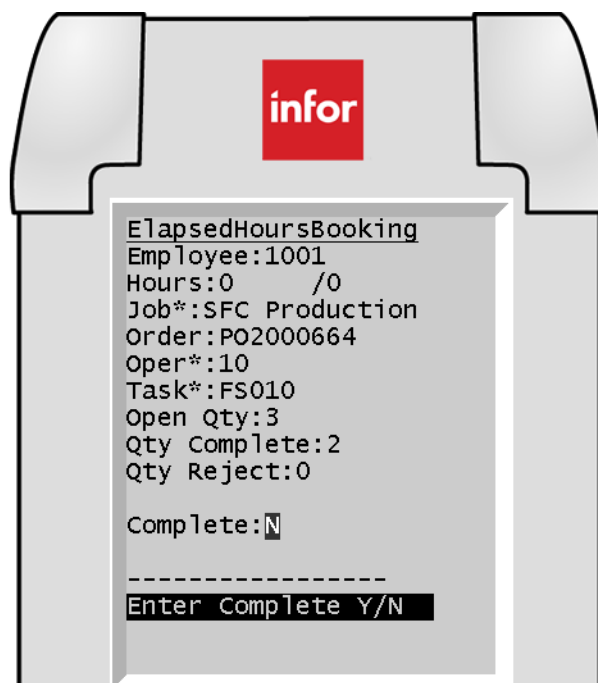 infor
ElapsedHoursBooking
Employee:1001
Hours:0 /0
Job*:SFC Production
Order:PO2000664
Oper*:10
Task*:FS010
Open Qty:3
Qty Complete:2
Qty Reject:0
Complete:N
-----------------
Enter Complete Y/N